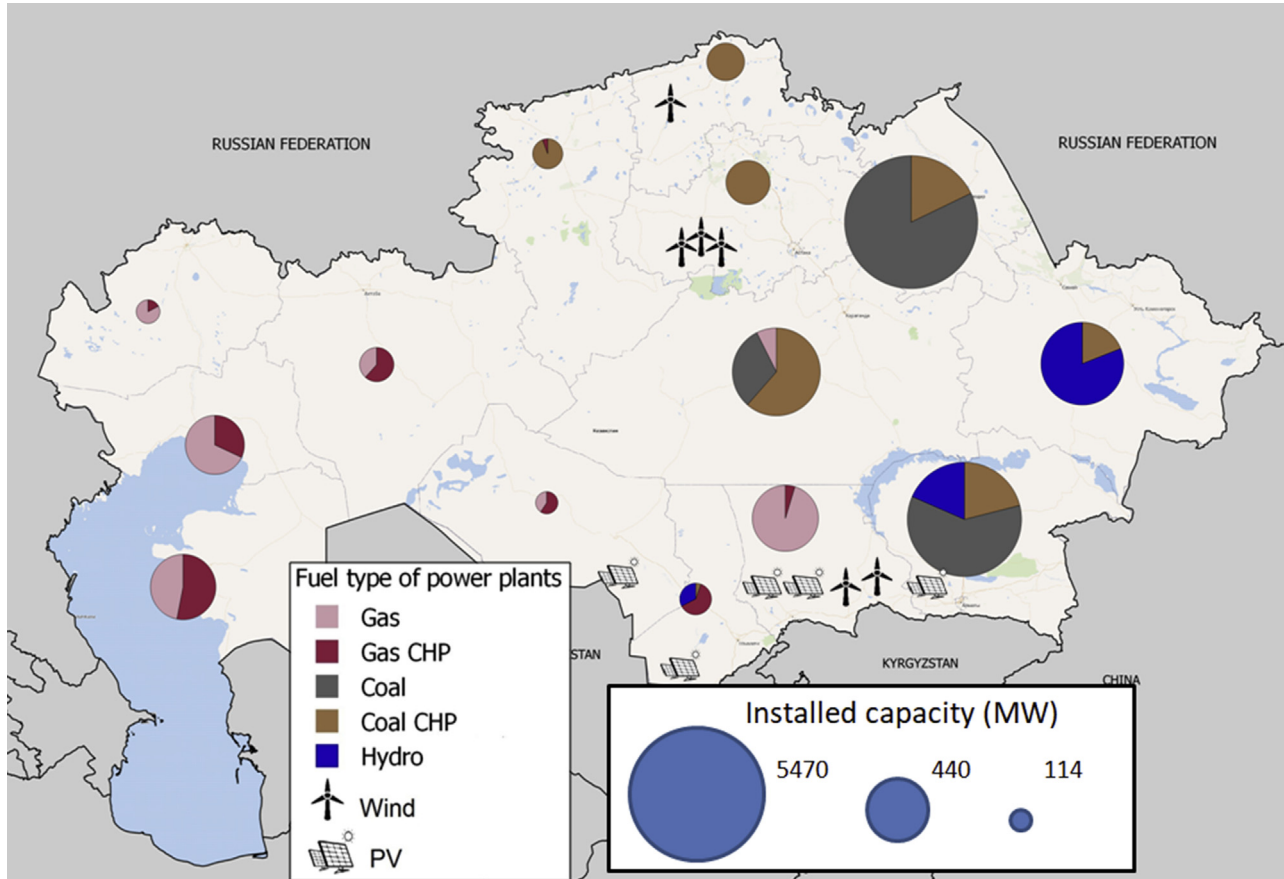 RUSSIAN FEDERATION
RUSSIAN FEDERATION
Казахстан
STAN
KYRGYZSTAN
CHINA
Fuel type of power plants
Gas
Gas CHP
Coal
Coal CHP
Hydro
Wind
PV
Installed capacity (MW)
5470
440
114